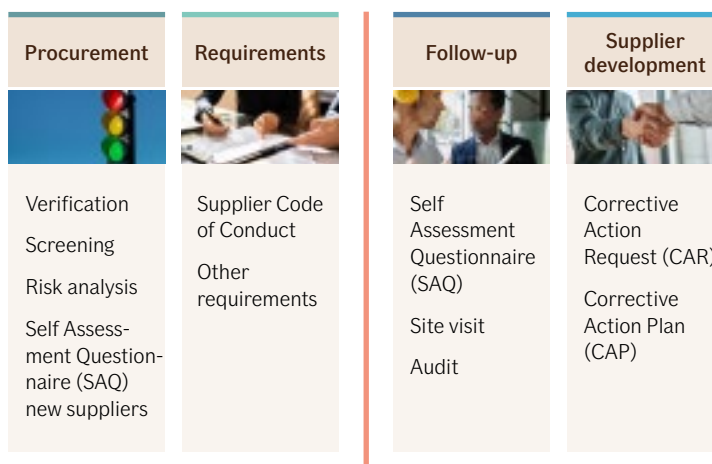 Procurement
Verification
Screening
Risk analysis
Self Assess-
ment Question-
naire (SAQ)
new suppliers
Requirements
Supplier Code
of Conduct
Other
requirements
Follow-up
Self
Assessment
Questionnaire
(SAQ)
Site visit
Audit
Supplier
development
Corrective
Action
Request (CAR)
Corrective
Action Plan
(CAP)